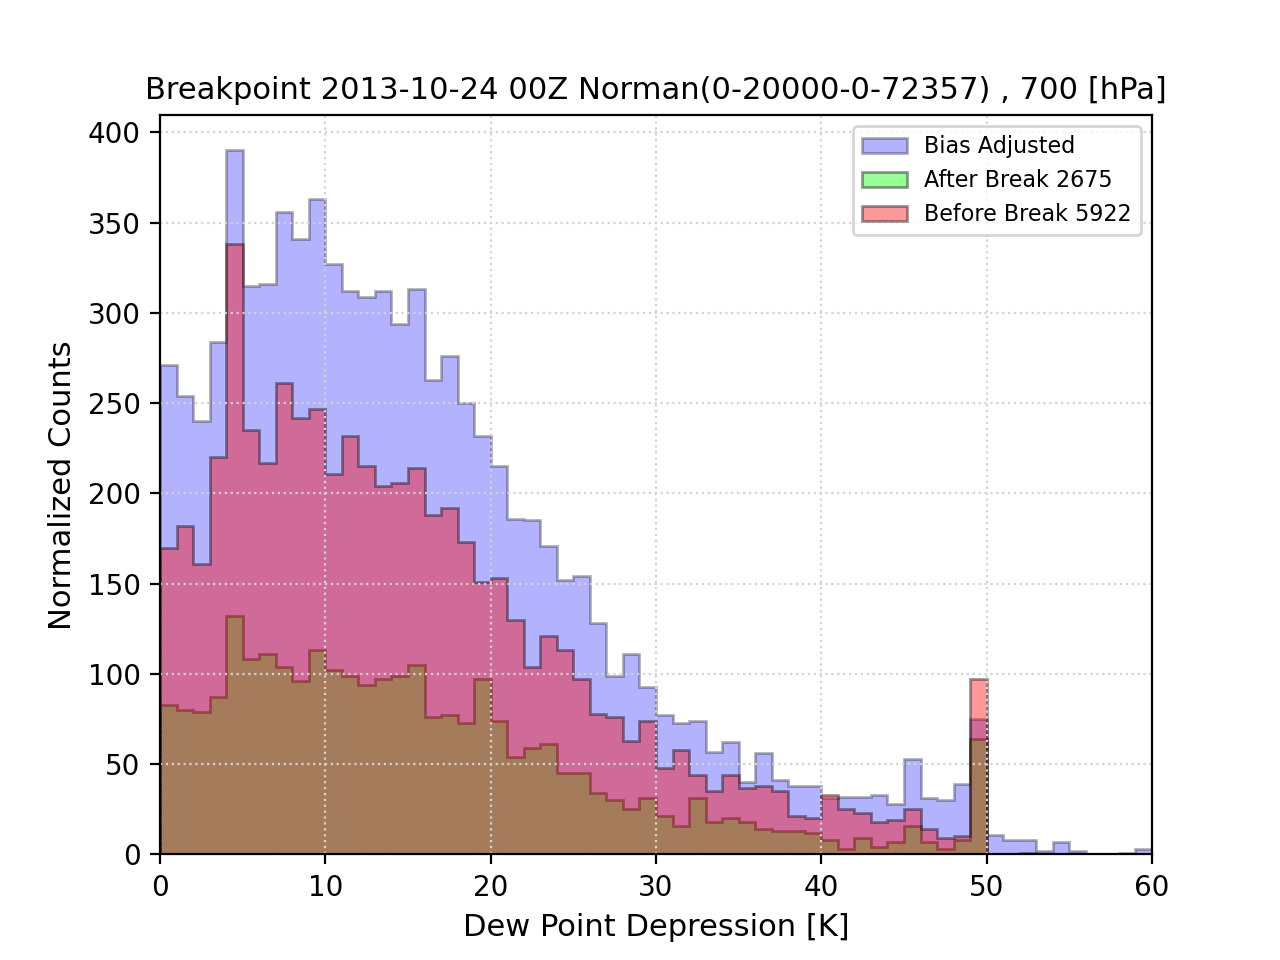 Breakpoint 2013-10-24 00Z Norman(0-20000-0-72357) , 700 [hPa]
Bias Adjusted
After Break 2675
Before Break 5922
Normalized Counts
400
350
300
250
200
150
100
50
0
0 10 20 30 40 50 60
Dew Point Depression [K]